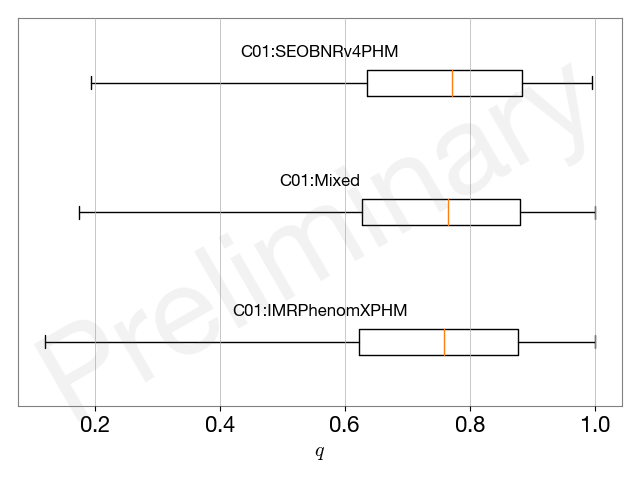 C01:SEOBNRv4PHM
C01:Mixed
C01:IMRPhenomXPHM
Preliminary
0.2 0.4 0.6 0.8 1.0
q